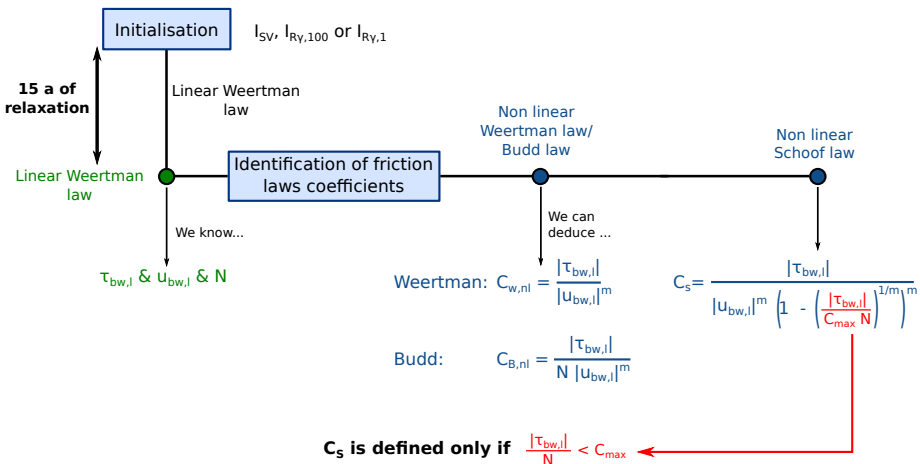 Initialisation
I_SV, I_Rγ,100 or I_Rγ,1
15 a of
relaxation
Linear Weertman
law
Linear Weertman
law
Identification of friction
laws coefficients
Non linear
Weertman law/
Budd law
Non linear
Schoof law
We know...
We can
deduce ...
τ_bw,l & u_bw,l & N
Weertman: C_w,nl = |τ_bw,l| / |u_bw,l|^m
C_s= |τ_bw,l| / |u_bw,l|^m (1 - (|τ_bw,l| / C_max N)^1/m)^m
Budd: C_B,nl = |τ_bw,l| / N |u_bw,l|^m
C_s is defined only if |τ_bw,l| / N < C_max